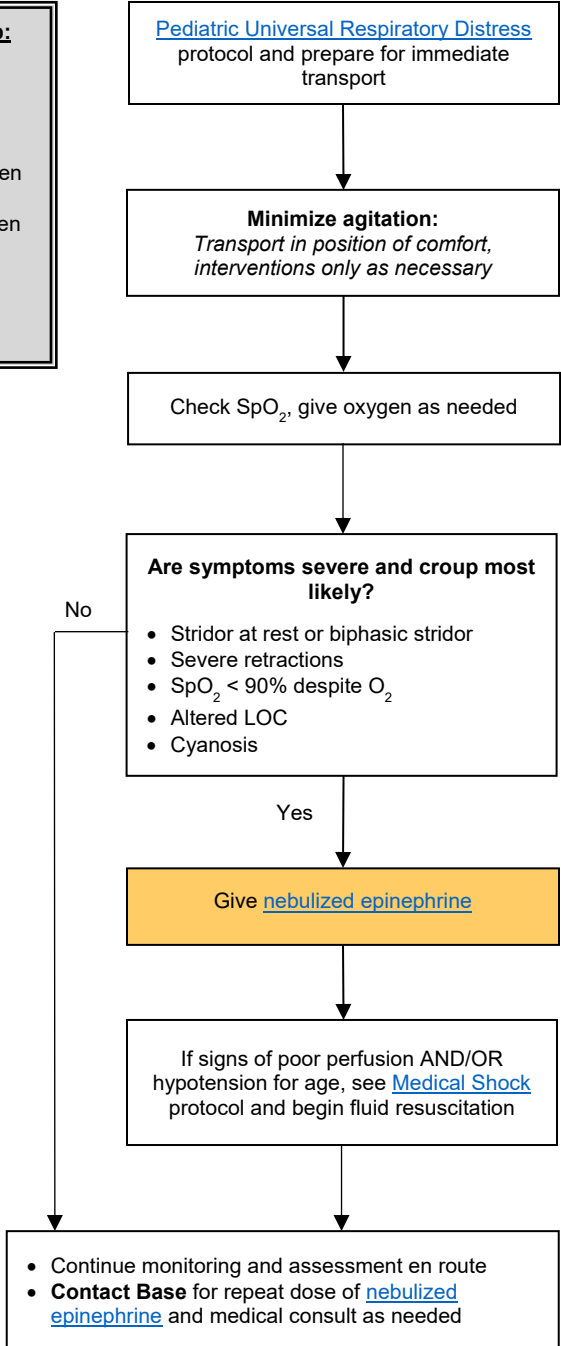 Pediatric Universal Respiratory Distress
protocol and prepare for immediate
transport
Minimize agitation:
Transport in position of comfort,
interventions only as necessary
Check SpO2, give oxygen as needed
Are symptoms severe and croup most
likely?
• Stridor at rest or biphasic stridor
• Severe retractions
• SpO2 < 90% despite O2
• Altered LOC
• Cyanosis
No
Yes
Give nebulized epinephrine
If signs of poor perfusion AND/OR
hypotension for age, see Medical Shock
protocol and begin fluid resuscitation
• Continue monitoring and assessment en route
• Contact Base for repeat dose of nebulized
epinephrine and medical consult as needed